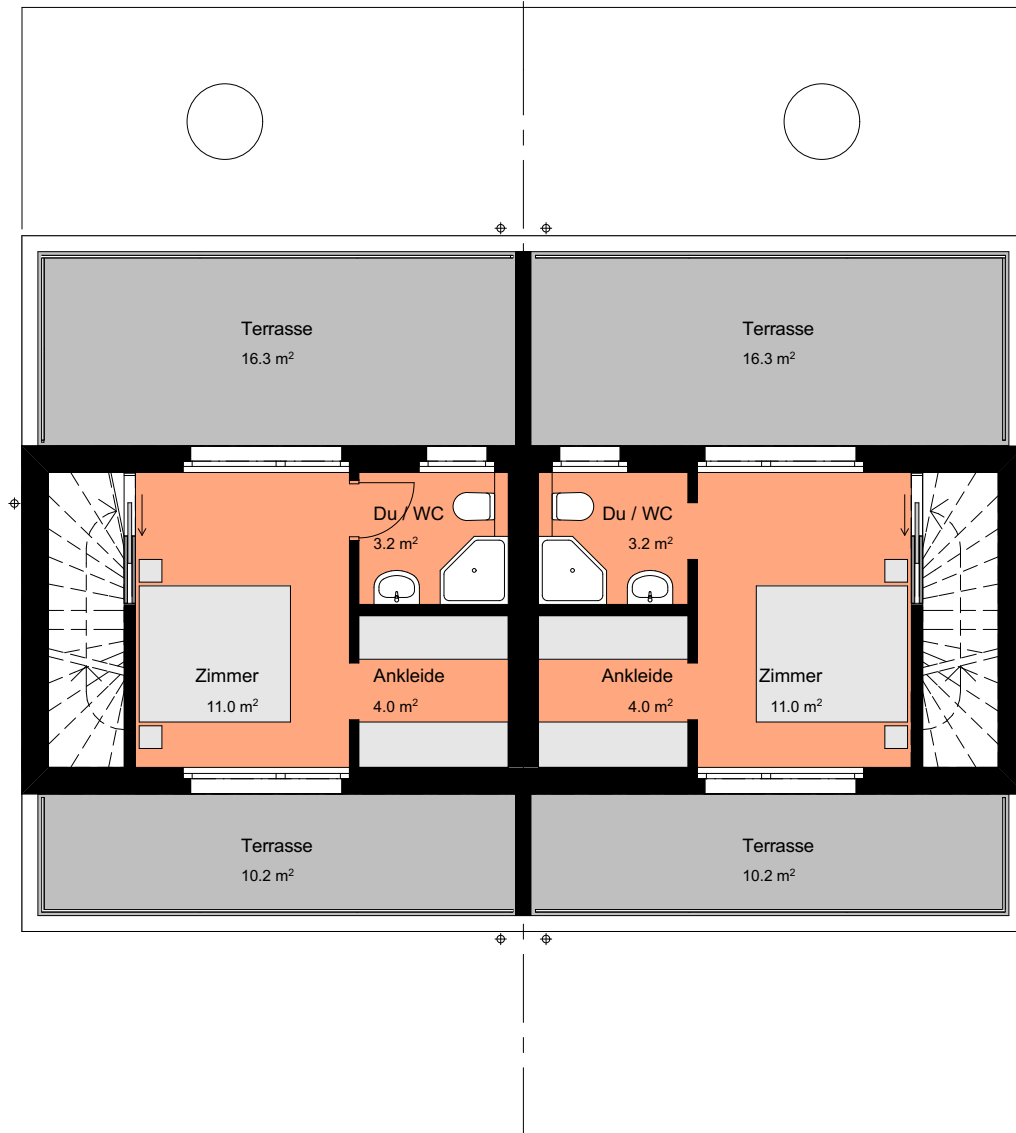 Terrasse
16.3 m²
Terrasse
16.3 m²
Du / WC
3.2 m²
Du / WC
3.2 m²
Zimmer
11.0 m²
Ankleide
4.0 m²
Ankleide
4.0 m²
Zimmer
11.0 m²
Terrasse
10.2 m²
Terrasse
10.2 m²